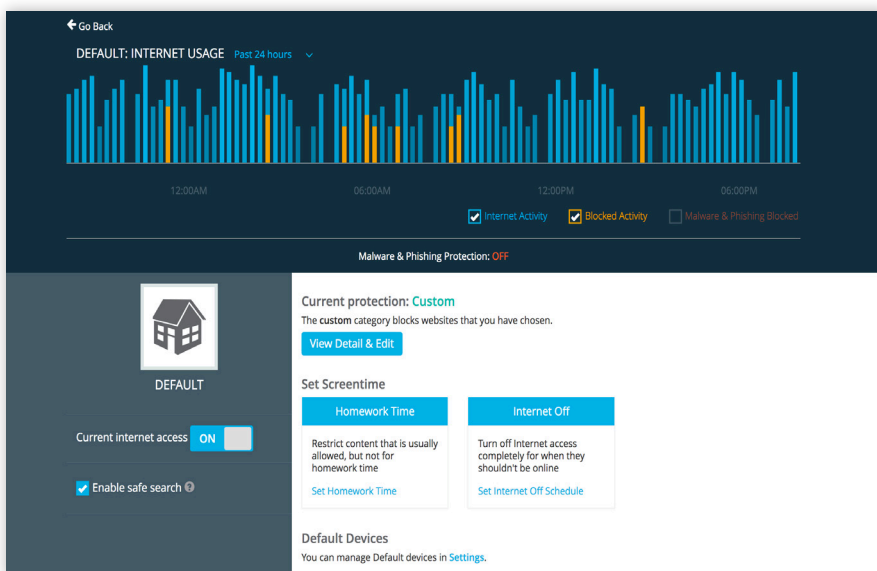 Go Back
DEFAULT: INTERNET USAGE Past 24 hours
12:00AM 06:00AM 12:00PM 06:00PM
Internet Activity Blocked Activity Malware & Phishing Blocked
Malware & Phishing Protection: OFF
DEFAULT
Current internet access ON
Enable safe search ?
Current protection: Custom
The custom category blocks websites that you have chosen.
View Detail & Edit
Set Screentime
Homework Time
Restrict content that is usually
allowed, but not for
homework time
Set Homework Time
Internet Off
Turn off Internet access
completely for when they
shouldn't be online
Set Internet Off Schedule
Default Devices
You can manage Default devices in Settings.